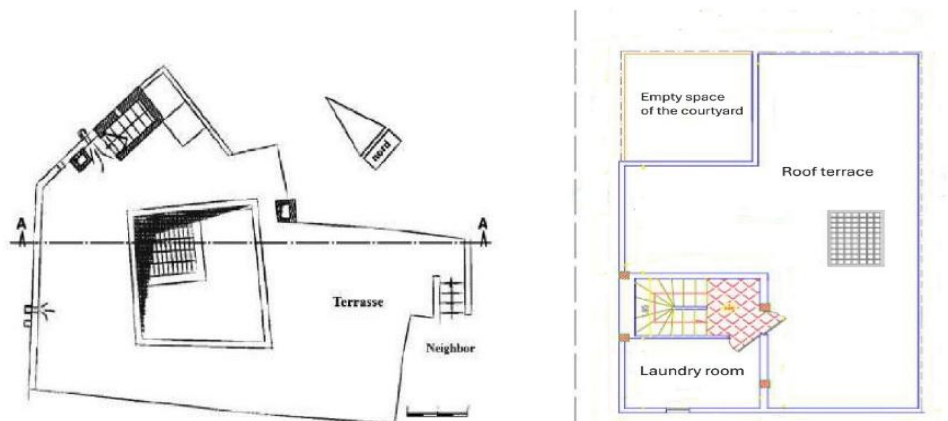 nord
A
A
Terrasse
Neighbor
Empty space
of the courtyard
Roof terrace
Laundry room